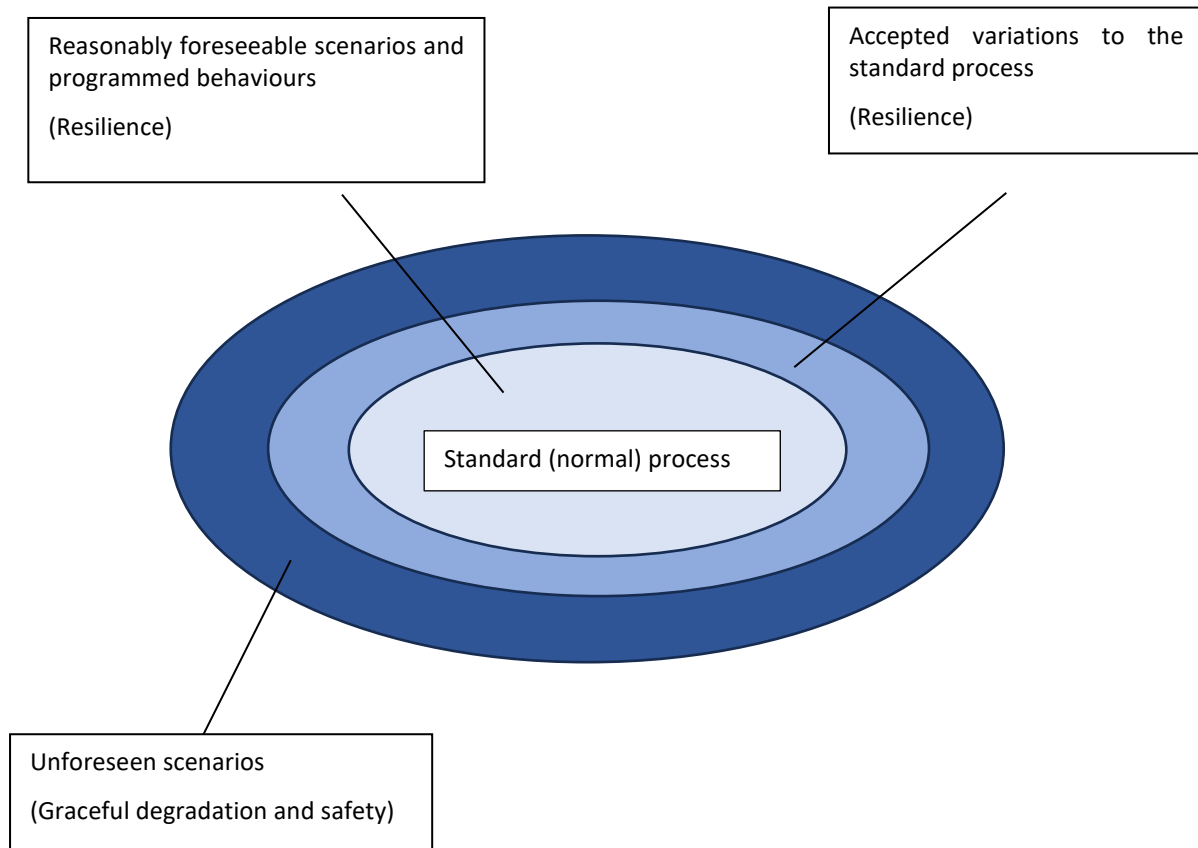 Reasonably foreseeable scenarios and
programmed behaviours
(Resilience)
Accepted variations to the
standard process
(Resilience)
Standard (normal) process
Unforeseen scenarios
(Graceful degradation and safety)